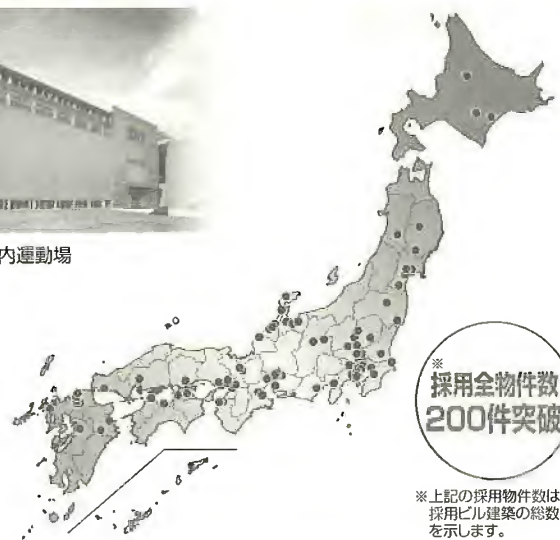 内運動場
※
採用全物件数
200件突破
※上記の採用物件数は
採用ビル建築の総数
を示します。